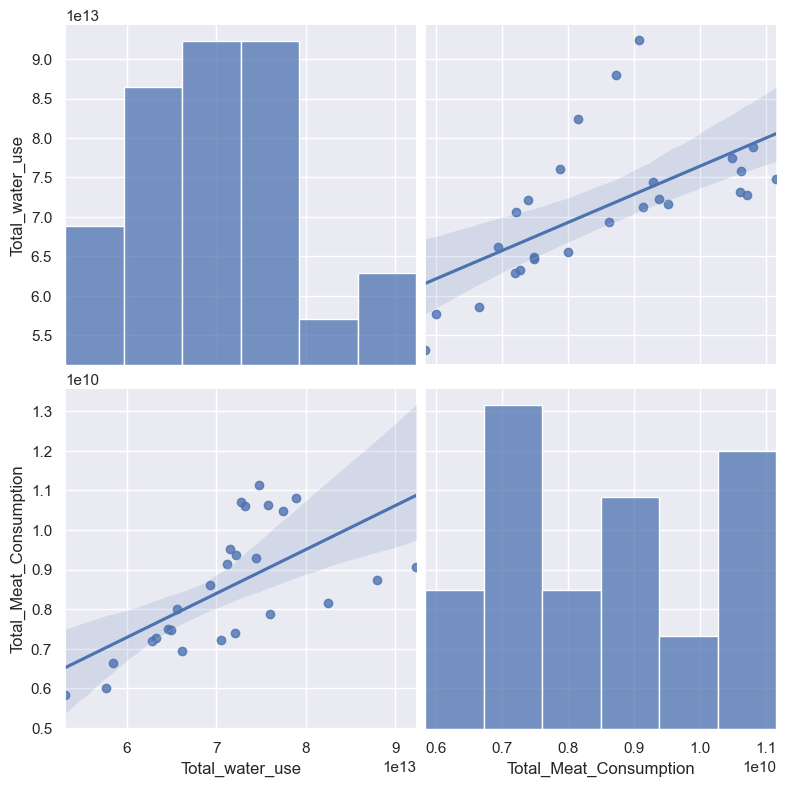 1e13
9.0
8.5
8.0
7.5
7.0
6.5
6.0
5.5
Total_water_use
1e10
1.3
1.2
1.1
1.0
0.9
0.8
0.7
0.6
0.5
Total_Meat_Consumption
6 7 8 9
1e13
Total_water_use
0.6 0.7 0.8 0.9 1.0 1.1
1e10
Total_Meat_Consumption